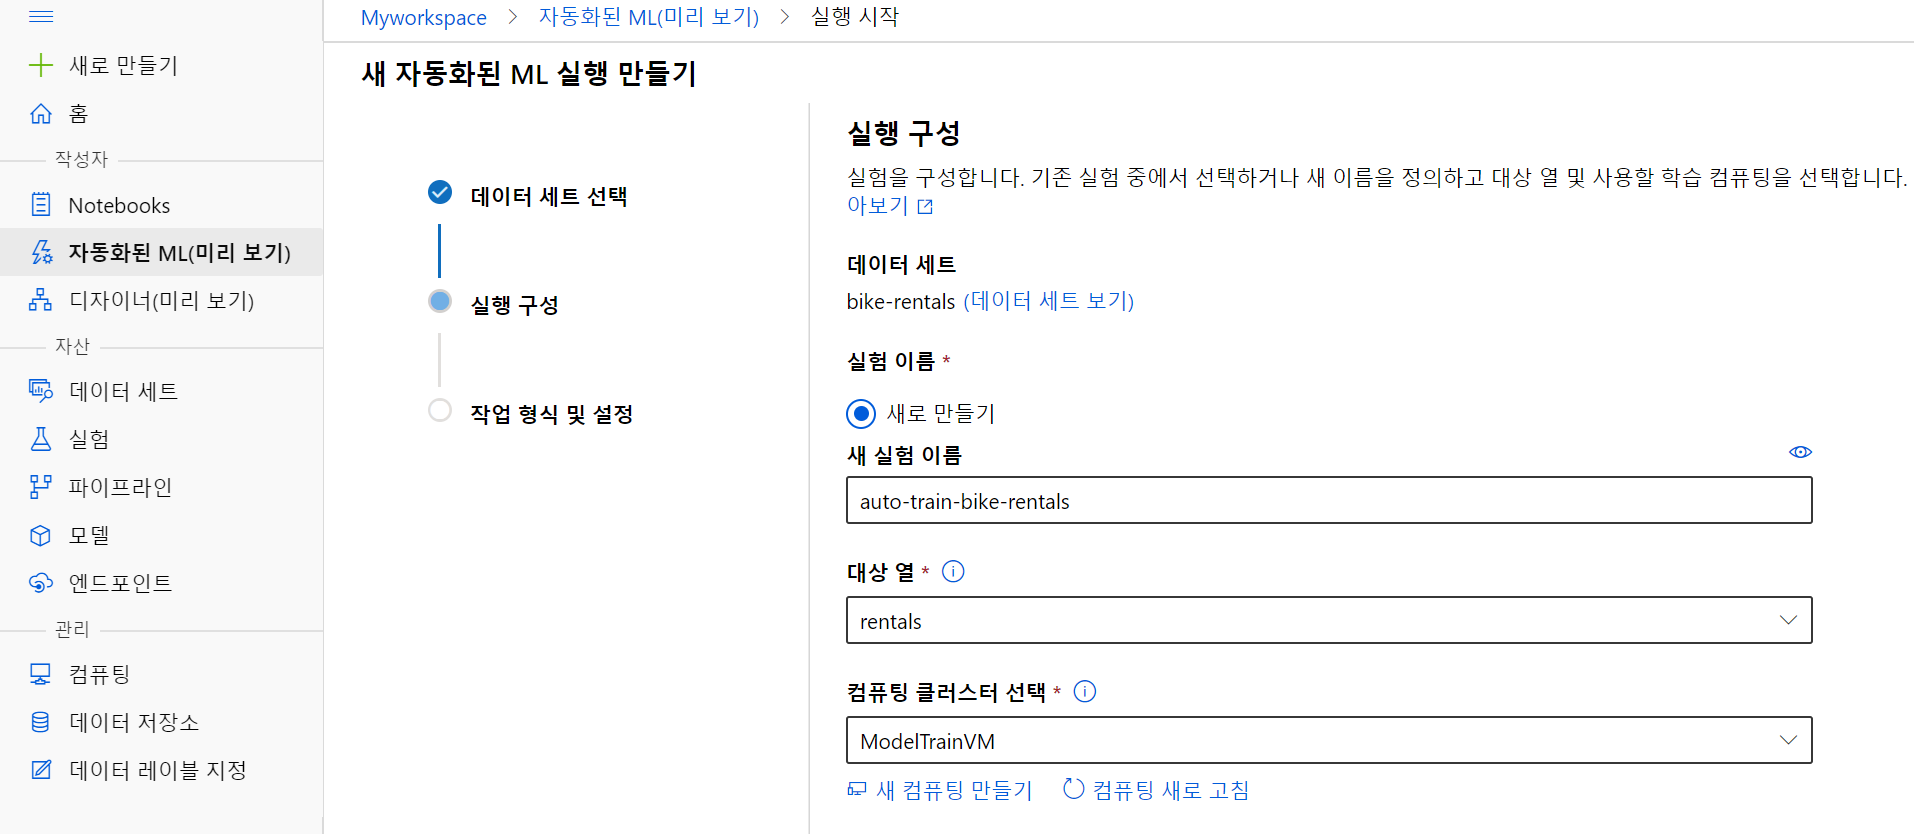 Myworkspace > 자동화된 ML(미리 보기) > 실행 시작
새로 만들기
홈
작성자
Notebooks
자동화된 ML(미리 보기)
디자이너(미리 보기)
자산
데이터 세트
실험
파이프라인
모델
엔드포인트
관리
컴퓨팅
데이터 저장소
데이터 레이블 지정
새 자동화된 ML 실행 만들기
데이터 세트 선택
실행 구성
작업 형식 및 설정
실행 구성
실험을 구성합니다. 기존 실험 중에서 선택하거나 새 이름을 정의하고 대상 열 및 사용할 학습 컴퓨팅을 선택합니다.
아보기
데이터 세트
bike-rentals (데이터 세트 보기)
실험 이름 *
새로 만들기
새 실험 이름
auto-train-bike-rentals
대상 열 *
rentals
컴퓨팅 클러스터 선택 *
ModelTrainVM
새 컴퓨팅 만들기 컴퓨팅 새로 고침